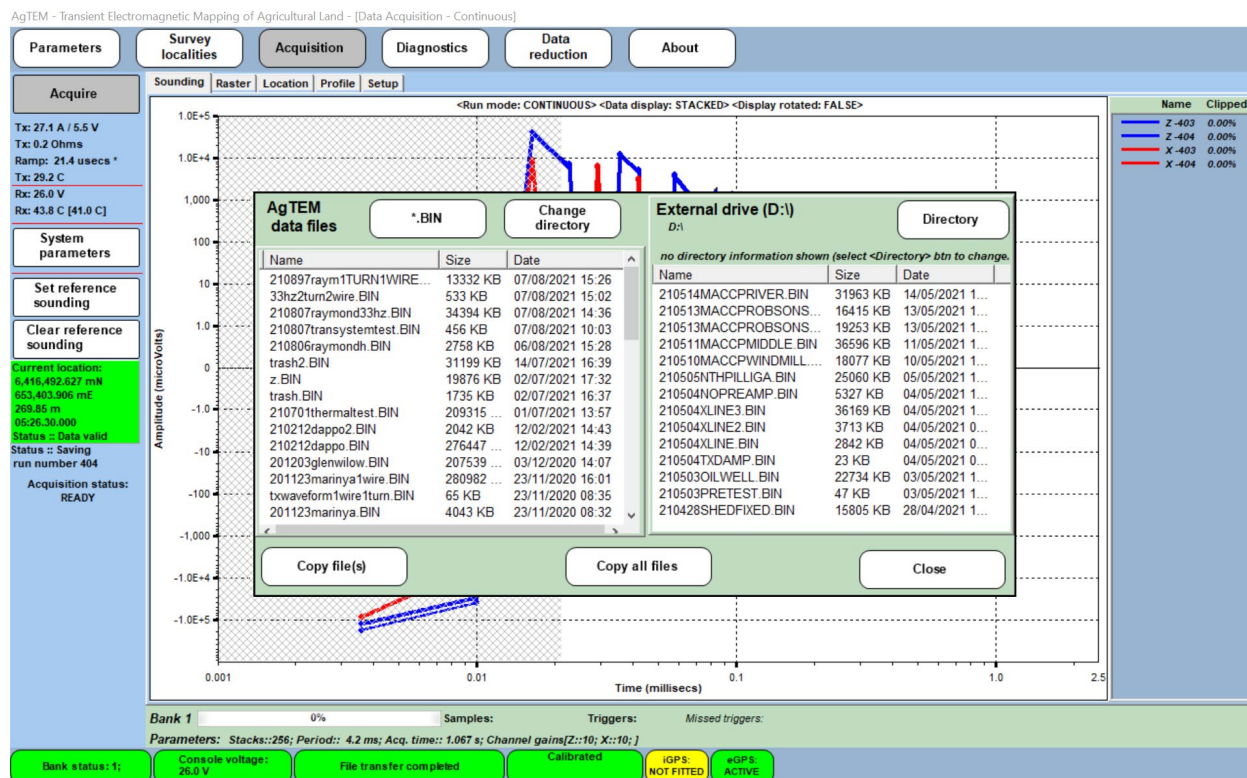 AgTEM - Transient Electromagnetic Mapping of Agricultural Land - [Data Acquisition - Continuous]
Parameters
Survey
localities
Acquisition
Diagnostics
Data
reduction
About
Acquire
Tx: 27.1 A / 5.5 V
Tx: 0.2 Ohms
Ramp: 21.4 usecs *
Tx: 29.2 C
Rx: 26.0 V
Rx: 43.8 C [41.0 C]
System
parameters
Set reference
sounding
Clear reference
sounding
Current location:
6,416,492.627 mN
653,403.906 mE
269.85 m
05:26.30.000
Status :: Data valid
Status :: Saving
run number 404
Acquisition status:
READY
Sounding Raster Location Profile Setup
<Run mode: CONTINUOUS> <Data display: STACKED> <Display rotated: FALSE>
Amplitude (microVolts)
1.0E+5
1.0E+4
1,000
100
10
1.0
0
-1.0
-10
-100
-1,000
-1.0E+4
-1.0E+5
0.001 0.01 0.1 1.0 2.5
Time (millisecs)
Name Clipped
Z -403 0.00%
Z -404 0.00%
X -403 0.00%
X -404 0.00%
AgTEM
data files
*.BIN
Change
directory
Name Size Date
210897raym1TURN1WIRE... 13332 KB 07/08/2021 15:26
33hz2turn2wire.BIN 533 KB 07/08/2021 15:02
210807raymond33hz.BIN 34394 KB 07/08/2021 14:36
210807transystemtest.BIN 456 KB 07/08/2021 10:03
210806raymondh.BIN 2758 KB 06/08/2021 15:28
trash2.BIN 31199 KB 14/07/2021 16:39
z.BIN 19876 KB 02/07/2021 17:32
trash.BIN 1735 KB 02/07/2021 16:37
210701thermaltest.BIN 209315 ... 01/07/2021 13:57
210212dappo2.BIN 2042 KB 12/02/2021 14:43
210212dappo.BIN 276447 ... 12/02/2021 14:39
201203glenwilow.BIN 207539 ... 03/12/2020 14:07
201123marinya1wire.BIN 280982 ... 23/11/2020 16:01
txwaveform1wire1turn.BIN 65 KB 23/11/2020 08:35
201123marinya.BIN 4043 KB 23/11/2020 08:32
External drive (D:\)
D:\
Directory
no directory information shown (select <Directory> btn to change.
Name Size Date
210514MACCPRIVER.BIN 31963 KB 14/05/2021 1...
210513MACCPROBSONS... 16415 KB 13/05/2021 1...
210513MACCPROBSONS... 19253 KB 13/05/2021 1...
210511MACCPMIDDLE.BIN 36596 KB 11/05/2021 1...
210510MACCPWINDMILL.... 18077 KB 10/05/2021 1...
210505NTHPILLIGA.BIN 25060 KB 05/05/2021 1...
210504NOPREAMP.BIN 5327 KB 04/05/2021 1...
210504XLINE3.BIN 36169 KB 04/05/2021 1...
210504XLINE2.BIN 3713 KB 04/05/2021 0...
210504XLINE.BIN 2842 KB 04/05/2021 0...
210504TXDAMP.BIN 23 KB 04/05/2021 0...
210503OILWELL.BIN 22734 KB 03/05/2021 1...
210503PRETEST.BIN 47 KB 03/05/2021 1...
210428SHEDFIXED.BIN 15805 KB 28/04/2021 1...
Copy file(s)
Copy all files
Close
Bank 1 0% Samples: Triggers: Missed triggers:
Parameters: Stacks::256; Period:: 4.2 ms; Acq. time:: 1.067 s; Channel gains[Z::10; X::10; ]
Bank status: 1;
Console voltage:
26.0 V
File transfer completed
Calibrated
iGPS:
NOT FITTED
eGPS:
ACTIVE